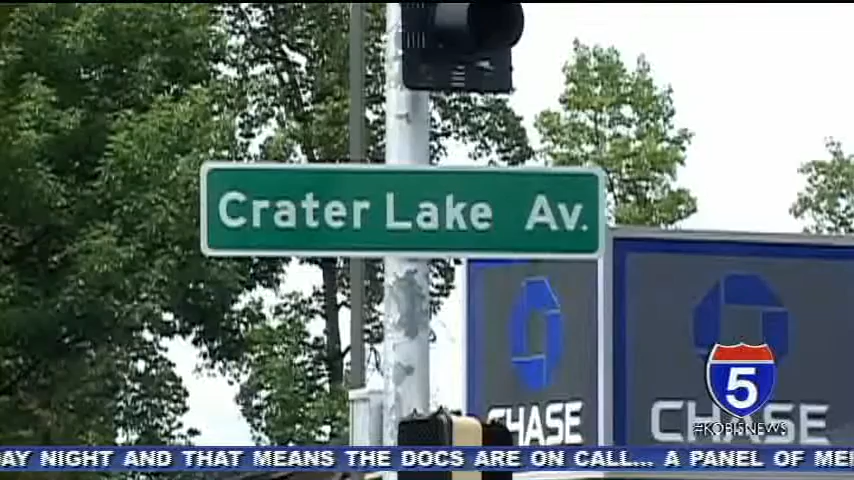 Crater Lake Av.
CHASE
CHASE
5
#KOBI5NEWS
AY NIGHT AND THAT MEANS THE DOCS ARE ON CALL... A PANEL OF ME